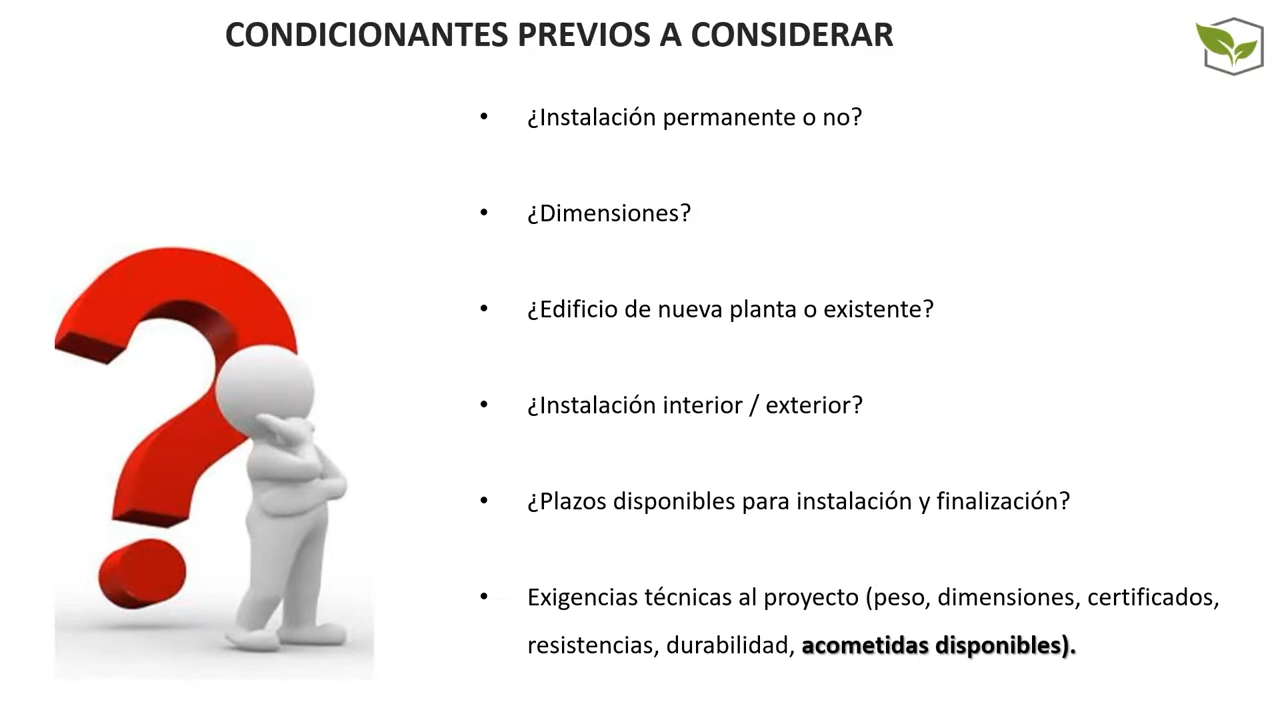 CONDICIONANTES PREVIOS A CONSIDERAR
• ¿Instalación permanente o no?
• ¿Dimensiones?
• ¿Edificio de nueva planta o existente?
• ¿Instalación interior / exterior?
• ¿Plazos disponibles para instalación y finalización?
• Exigencias técnicas al proyecto (peso, dimensiones, certificados,
resistencias, durabilidad, acometidas disponibles).